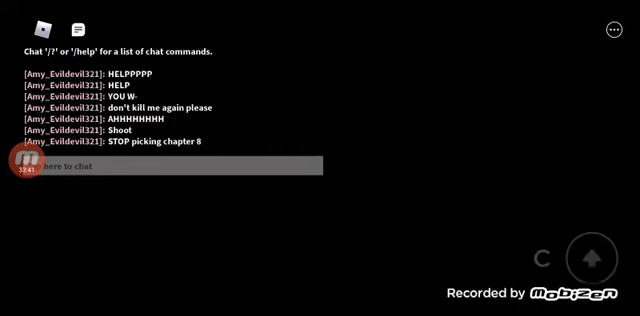 Chat '/?' or '/help' for a list of chat commands.
[Amy_Evildevil321]: HELPPPPP
[Amy_Evildevil321]: HELP
[Amy_Evildevil321]: YOU W-
[Amy_Evildevil321]: don't kill me again please
[Amy_Evildevil321]: AHHHHHHHH
[Amy_Evildevil321]: Shoot
[Amy_Evildevil321]: STOP picking chapter 8
here to chat
33:41
C
Recorded by Mobizen